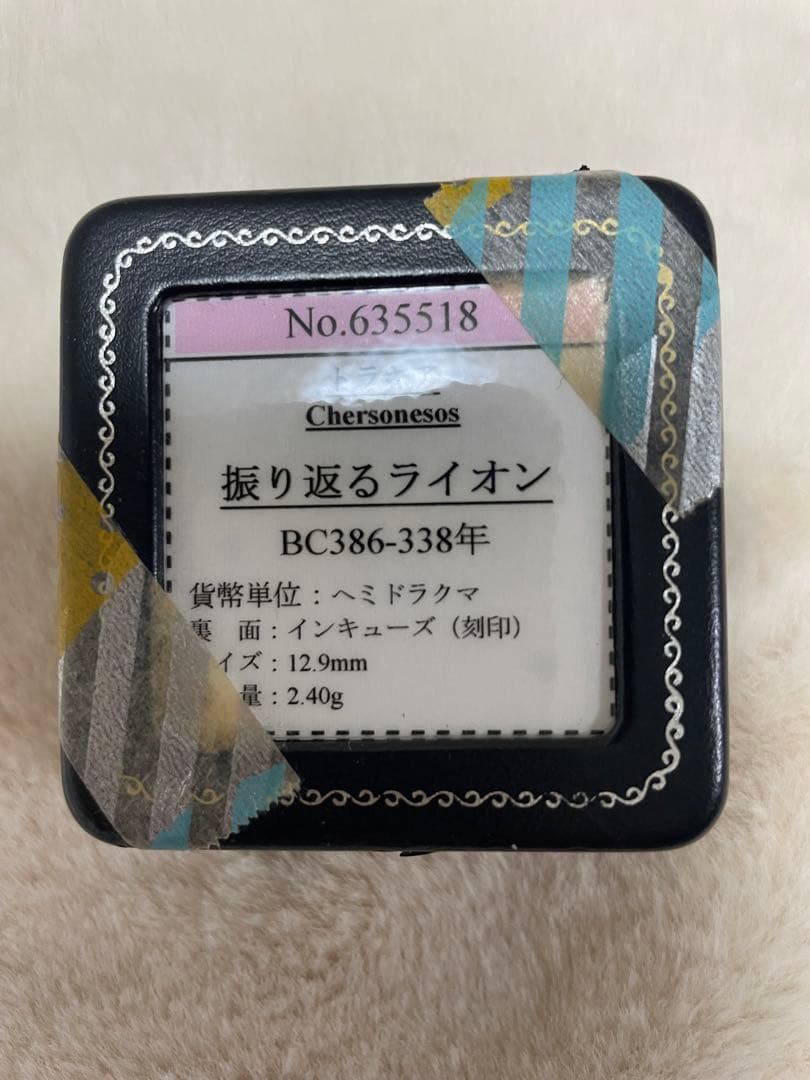 No.635518
Chersonesos
振り返るライオン
BC386-338年
貨幣単位：ヘミドラクマ
裏　面：インキューズ（刻印）
イズ：12.9mm
量：2.40g